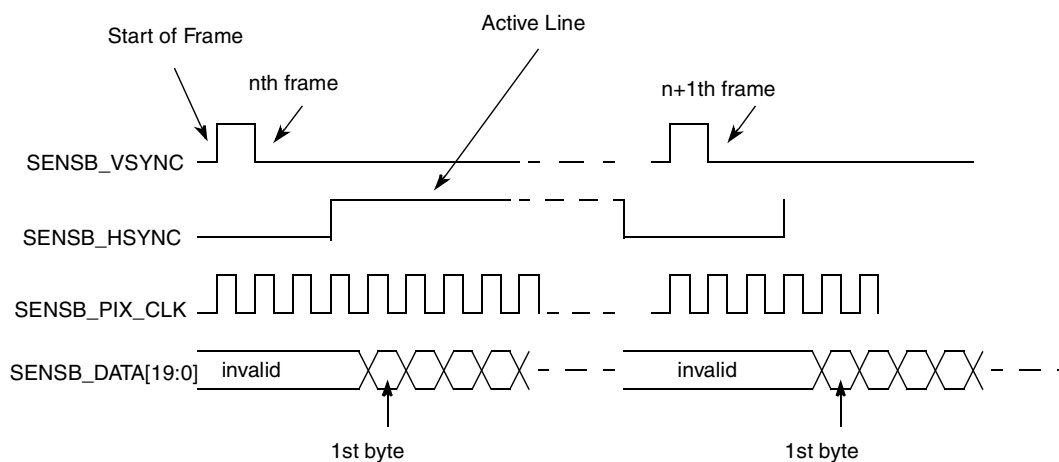 Active Line
Start of Frame
nth frame
n+1th frame
SENSB_VSYNC
SENSB_HSYNC
SENSB_PIX_CLK
SENSB_DATA[19:0]
invalid
invalid
1st byte
1st byte